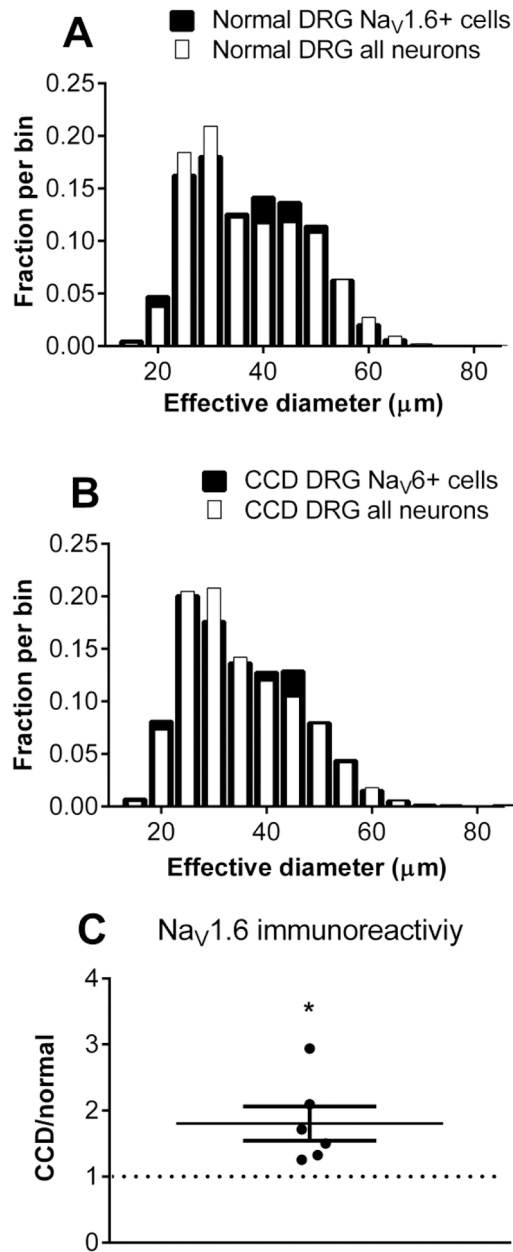 A
Normal DRG NaV1.6+ cells
Normal DRG all neurons
0.25
0.20
0.15
0.10
0.05
0.00
Fraction per bin
20
40
60
80
Effective diameter (μm)
B
CCD DRG NaV6+ cells
CCD DRG all neurons
0.25
0.20
0.15
0.10
0.05
0.00
Fraction per bin
20
40
60
80
Effective diameter (μm)
C
NaV1.6 immunoreactiviy
4
3
2
1
0
CCD/normal
*